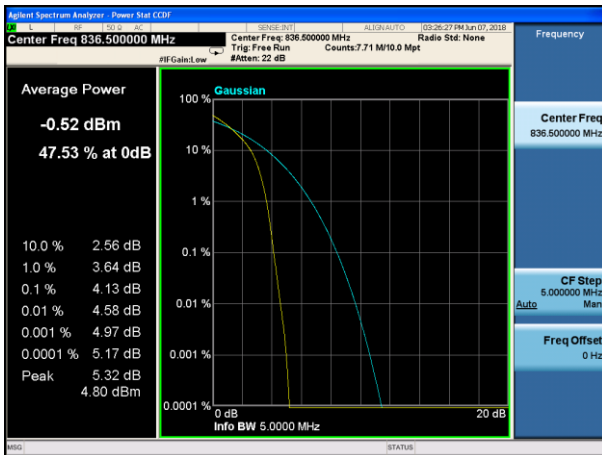 Agilent Spectrum Analyzer - Power Stat CCDF
L RF 50 Ω AC SENSE:INT ALIGN AUTO 03:26:27 PM Jun 07, 2018
Center Freq 836.500000 MHz
Center Freq: 836.500000 MHz Radio Std: None
Trig: Free Run Counts:7.71 M/10.0 Mpt
#IFGain:Low #Atten: 22 dB
Frequency
Average Power
-0.52 dBm
47.53 % at 0dB
10.0 % 2.56 dB
1.0 % 3.64 dB
0.1 % 4.13 dB
0.01 % 4.58 dB
0.001 % 4.97 dB
0.0001 % 5.17 dB
Peak 5.32 dB
4.80 dBm
Gaussian
100 %
10 %
1 %
0.1 %
0.01 %
0.001 %
0.0001 %
0 dB 20 dB
Info BW 5.0000 MHz
Center Freq
836.500000 MHz
CF Step
5.000000 MHz
Auto Man
Freq Offset
0 Hz
MSG STATUS